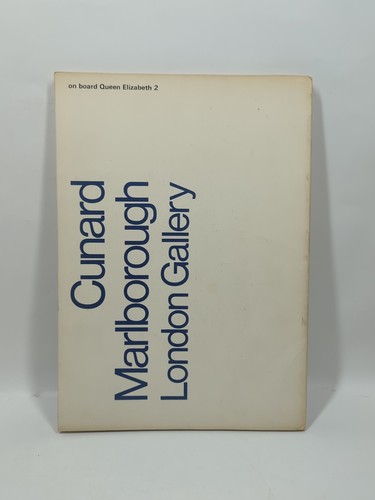 on board Queen Elizabeth 2
Cunard
Marlborough
London Gallery